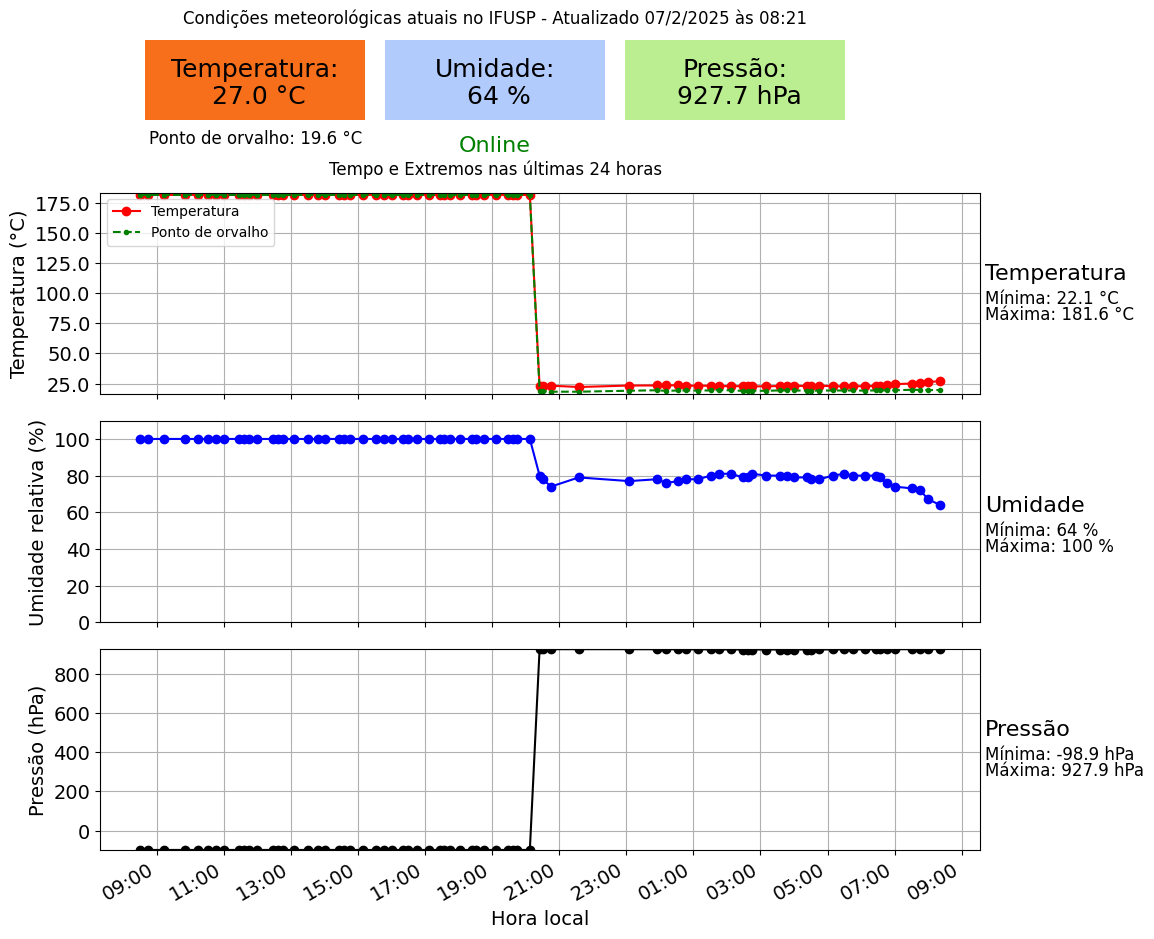 Condições meteorológicas atuais no IFUSP - Atualizado 07/2/2025 às 08:21
Temperatura:
27.0 °C
Umidade:
64 %
Pressão:
927.7 hPa
Ponto de orvalho: 19.6 °C
Online
Tempo e Extremos nas últimas 24 horas
Temperatura (°C)
175.0
150.0
125.0
100.0
75.0
50.0
25.0
Temperatura
Ponto de orvalho
Temperatura
Mínima: 22.1 °C
Máxima: 181.6 °C
Umidade relativa (%)
100
80
60
40
20
0
Umidade
Mínima: 64 %
Máxima: 100 %
Pressão (hPa)
800
600
400
200
0
Pressão
Mínima: -98.9 hPa
Máxima: 927.9 hPa
09:00
11:00
13:00
15:00
17:00
19:00
21:00
23:00
01:00
03:00
05:00
07:00
09:00
Hora local